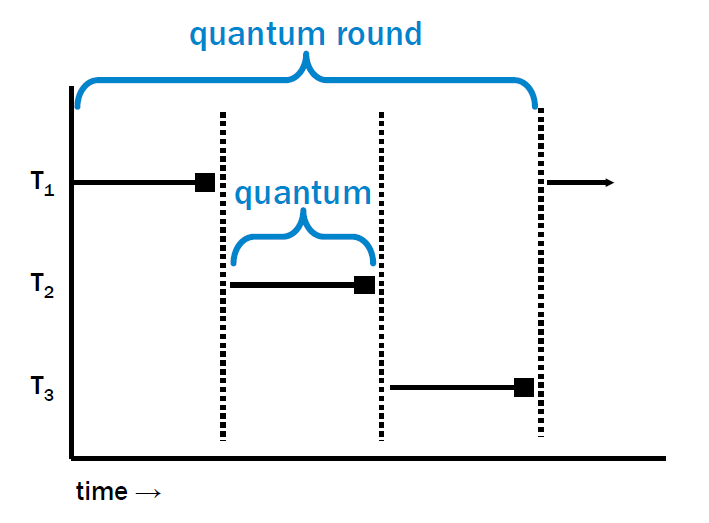 quantum round
T1
quantum
T2
T3
time →